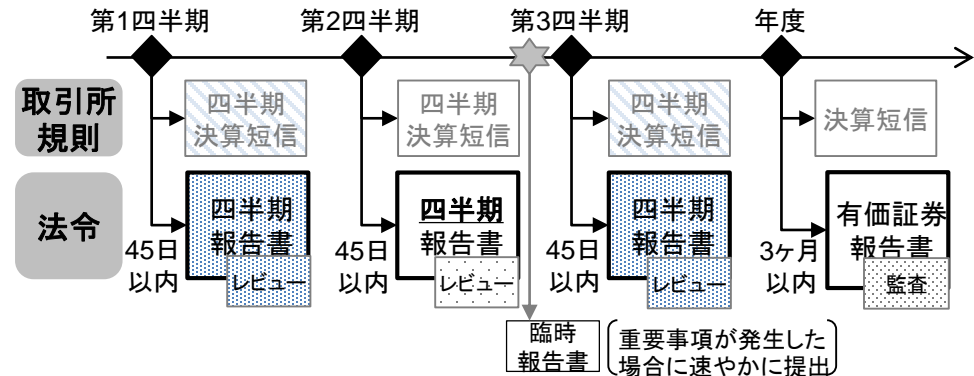 第1四半期
第2四半期
第3四半期
年度
取引所
規則
四半期
決算短信
四半期
決算短信
四半期
決算短信
決算短信
法令
45日
以内
四半期
報告書
レビュー
45日
以内
四半期
報告書
レビュー
45日
以内
四半期
報告書
レビュー
3ヶ月
以内
有価証券
報告書
監査
臨時
報告書
重要事項が発生した
場合に速やかに提出